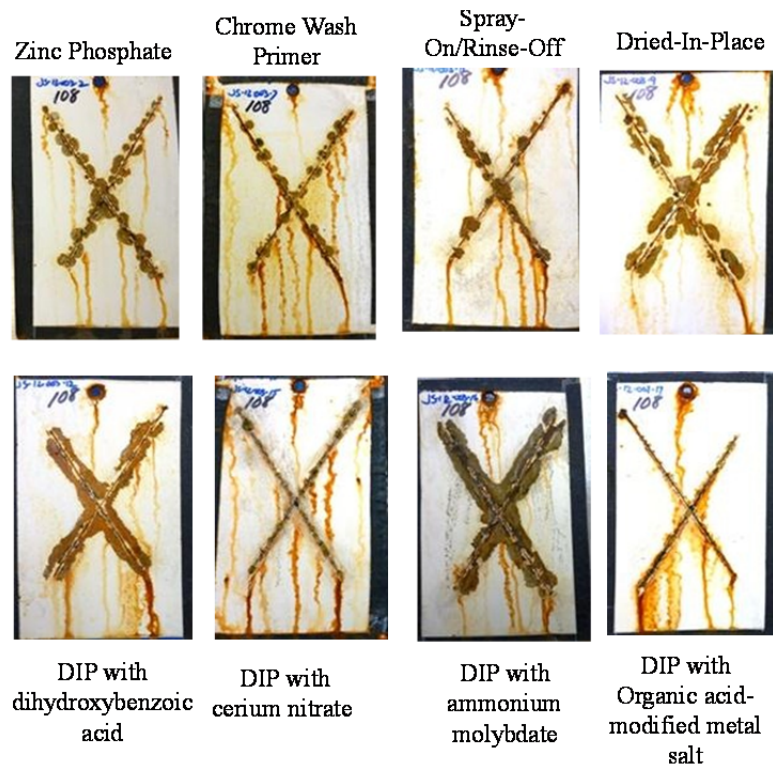 Zinc Phosphate
Chrome Wash
Primer
Spray-
On/Rinse-Off
Dried-In-Place
108
108
108
108
108
108
108
108
DIP with
dihydroxybenzoic
acid
DIP with
cerium nitrate
DIP with
ammonium
molybdate
DIP with
Organic acid-
modified metal
salt